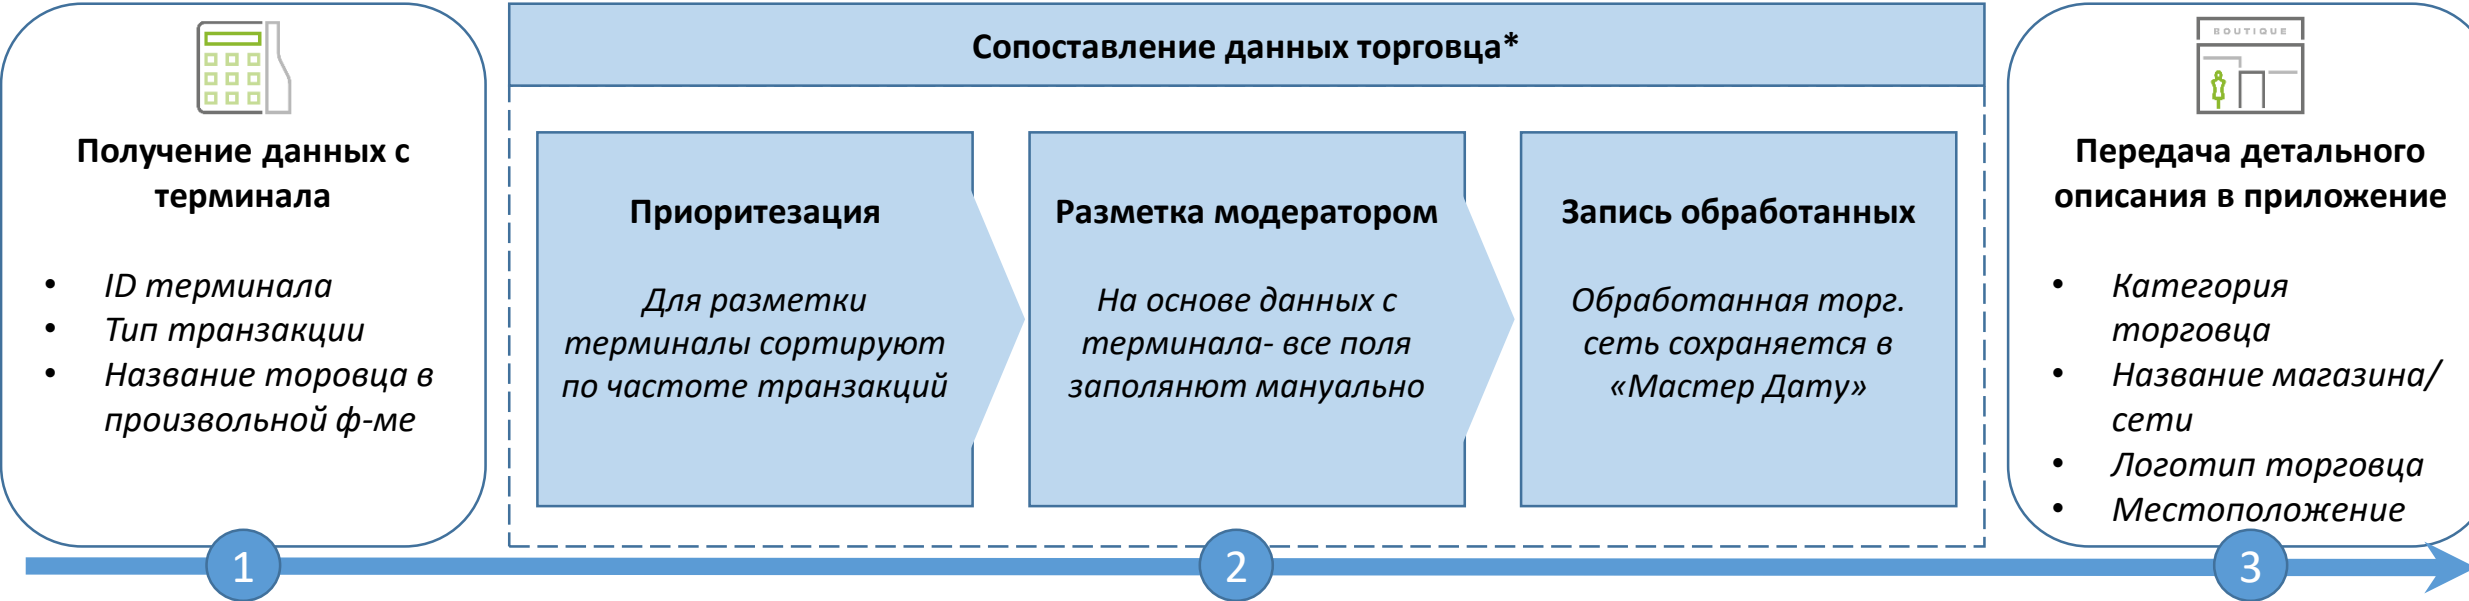 Получение данных с
терминала
• ID терминала
• Тип транзакции
• Название торовца в
произвольной ф-ме
1
Сопоставление данных торговца*
Приоритезация
Для разметки
терминалы сортируют
по частоте транзакций
Разметка модератором
На основе данных с
терминала- все поля
заполянют мануально
Запись обработанных
Обработанная торг.
сеть сохраняется в
«Мастер Дату»
2
BOUTIQUE
Передача детального
описания в приложение
• Категория
торговца
• Название магазина/
сети
• Логотип торговца
• Местоположение
3